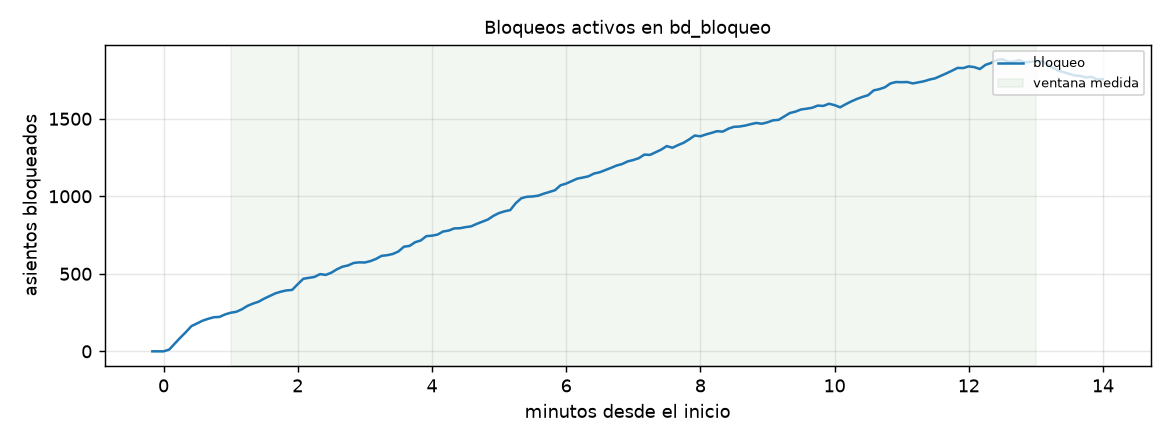 Bloqueos activos en bd_bloqueo
asientos bloqueados
1500
1000
500
0
bloqueo
ventana medida
0 2 4 6 8 10 12 14
minutos desde el inicio